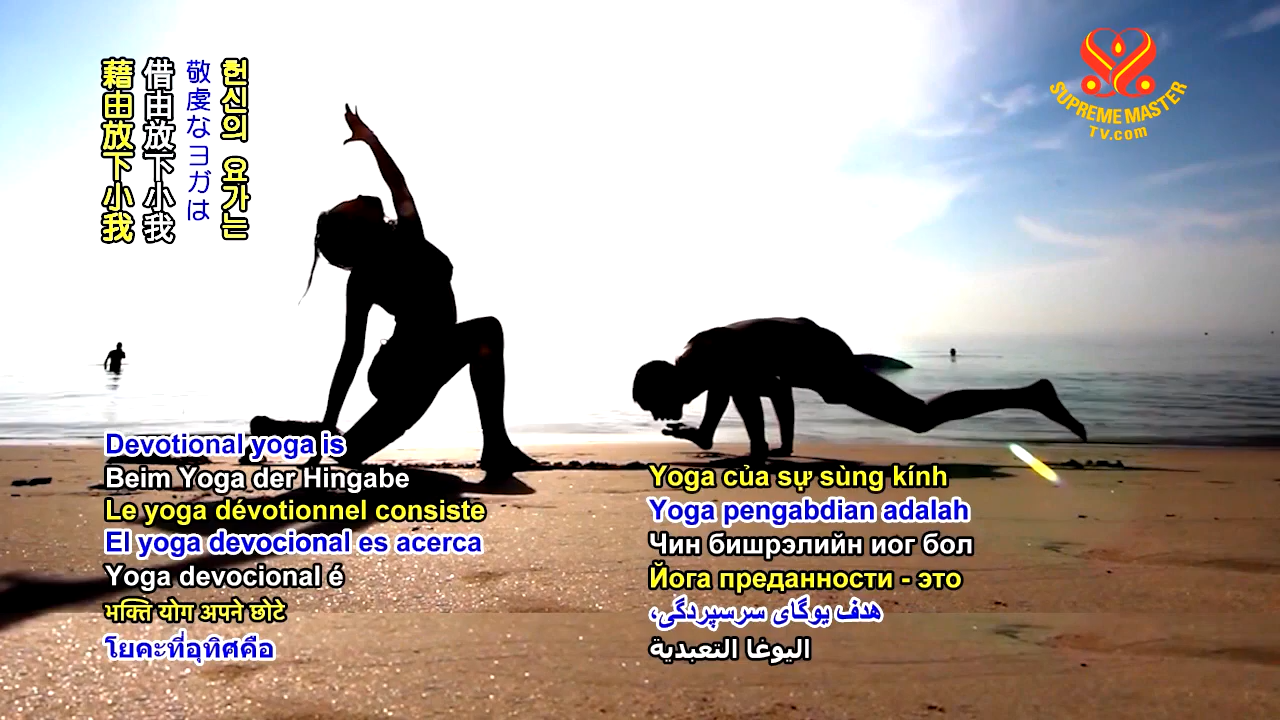 藉由放下小我
借由放下小我
敬虔なヨガは
헌신의 요가는
SUPREME MASTER
TV.com
Devotional yoga is
Beim Yoga der Hingabe
Le yoga dévotionnel consiste
El yoga devocional es acerca
Yoga devocional é
भक्ति योग अपने छोटे
โยคะที่อุทิศคือ
Yoga của sự sùng kính
Yoga pengabdian adalah
Чин бишрэлийн иог бол
Йога преданности - это
هدف یوگای سرسپردگی،
اليوغا التعبدية